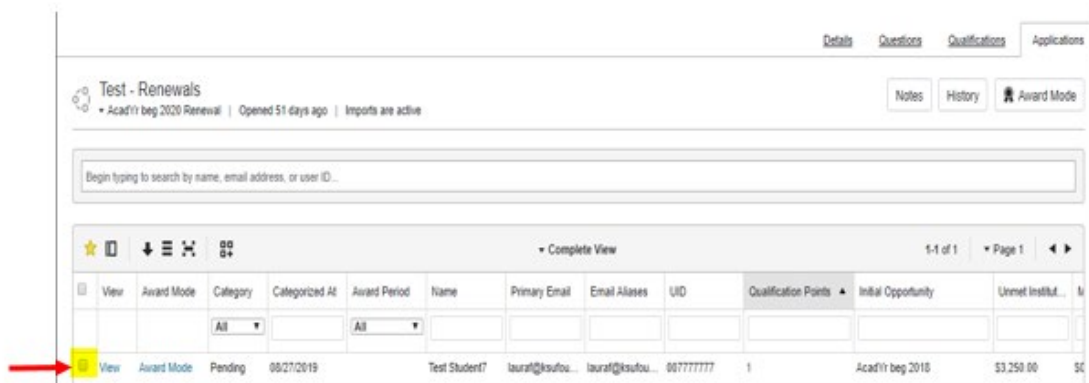 Details Questions Qualifications Applications
Test - Renewals
Acad'Yr beg 2020 Renewal | Opened 51 days ago | Imports are active
Notes History Award Mode
Begin typing to search by name, email address, or user ID...
Complete View 1-1 of 1 Page 1
View Award Mode Category Categorized At Award Period Name Primary Email Email Aliases UID Qualification Points Initial Opportunity Unmet Institut...
All All
View Award Mode Pending 08/27/2019 Test Student7 lauraf@ksufou... lauraf@ksufou... 1 Acad'Yr beg 2018 $3,250.00